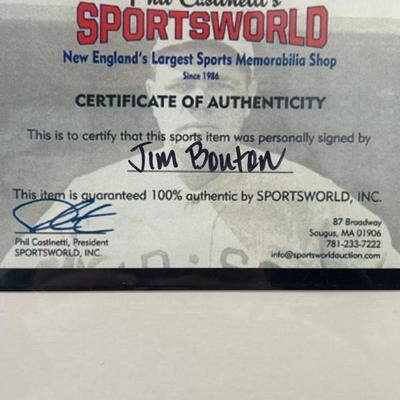 Phil Castinetti's
SPORTSWORLD
New England's Largest Sports Memorabilia Shop
Since 1986
CERTIFICATE OF AUTHENTICITY
This is to certify that this sports item was personally signed by
Jim Bouton
This item is guaranteed 100% authentic by SPORTSWORLD, INC.
Phil Castinetti, President
SPORTSWORLD, INC.
87 Broadway
Sougus, MA 01906
781-233-7222
info@sportsworldauction.com